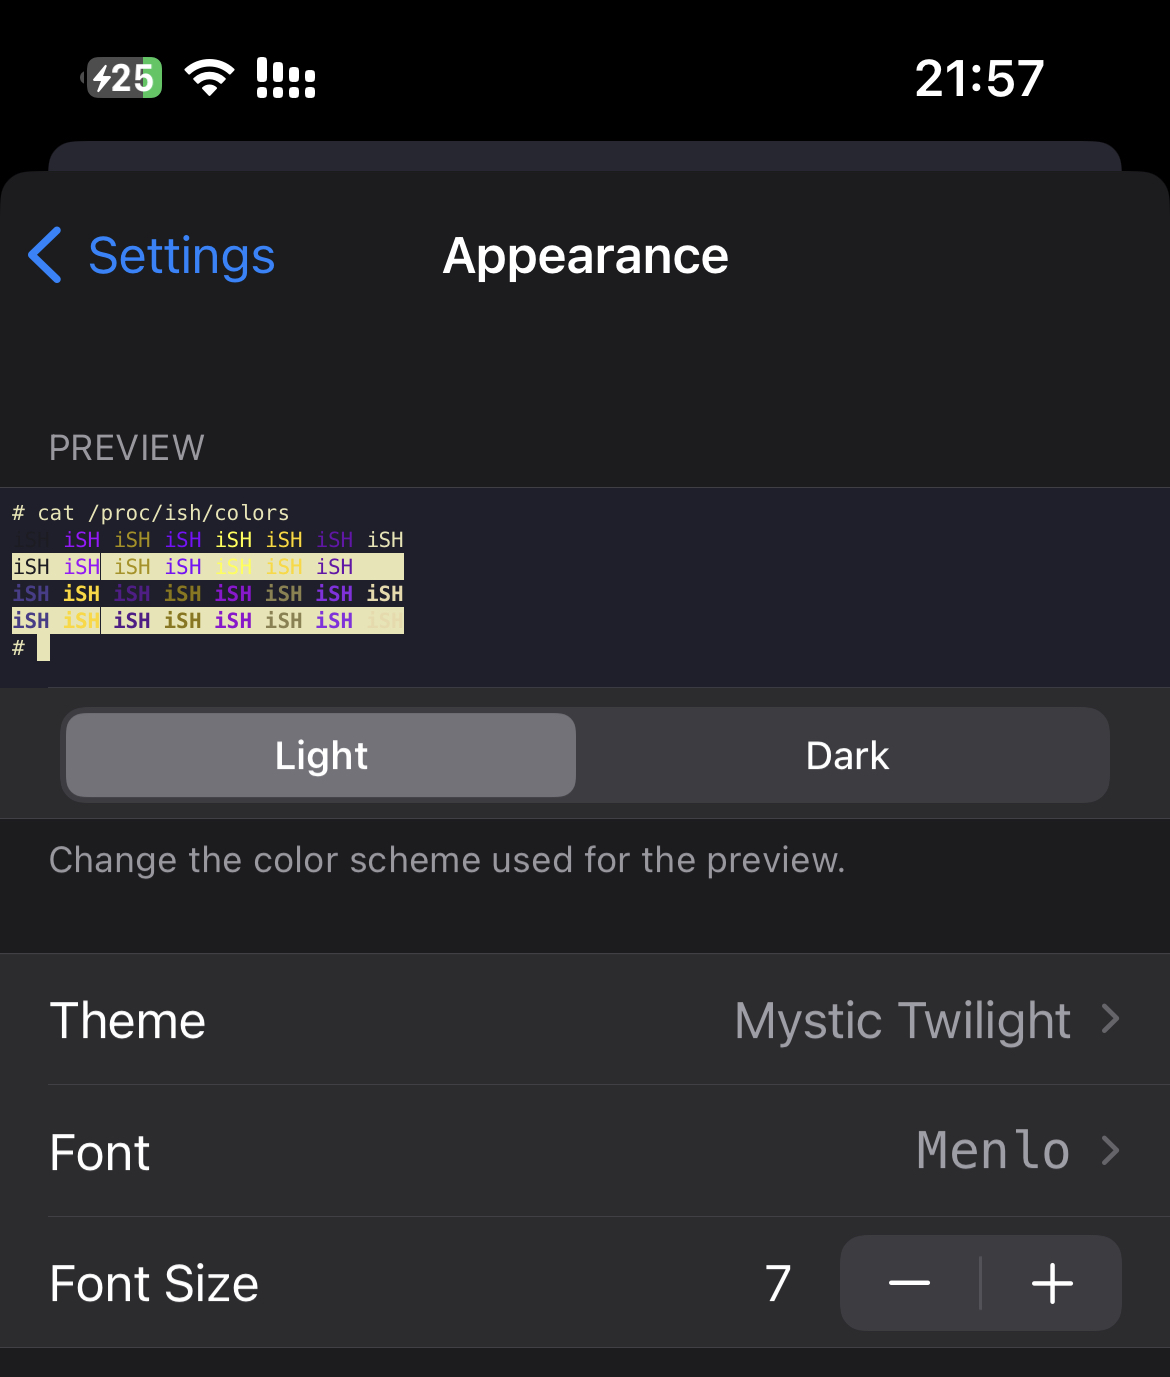 25 21:57
Settings Appearance
PREVIEW
# cat /proc/ish/colors
iSH iSH iSH iSH iSH iSH iSH iSH
iSH iSH iSH iSH iSH iSH iSH
iSH iSH iSH iSH iSH iSH iSH iSH
iSH iSH iSH iSH iSH iSH iSH iSH
#
Light Dark
Change the color scheme used for the preview.
Theme Mystic Twilight
Font Menlo
Font Size 7